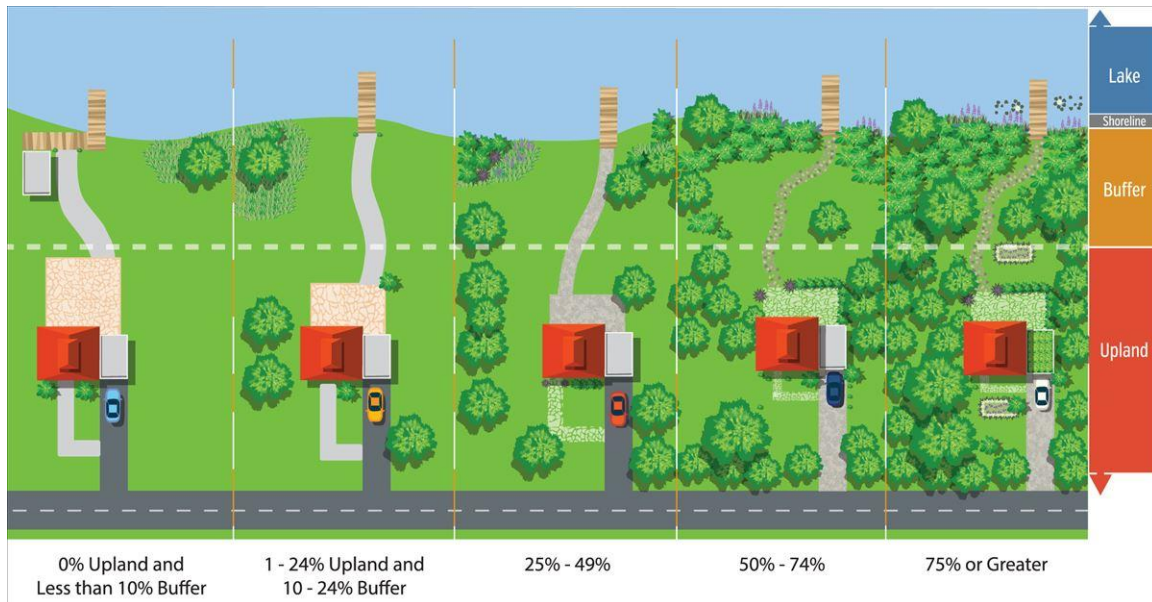 Lake
Shoreline
Buffer
Upland
0% Upland and
Less than 10% Buffer
1 - 24% Upland and
10 - 24% Buffer
25% - 49%
50% - 74%
75% or Greater